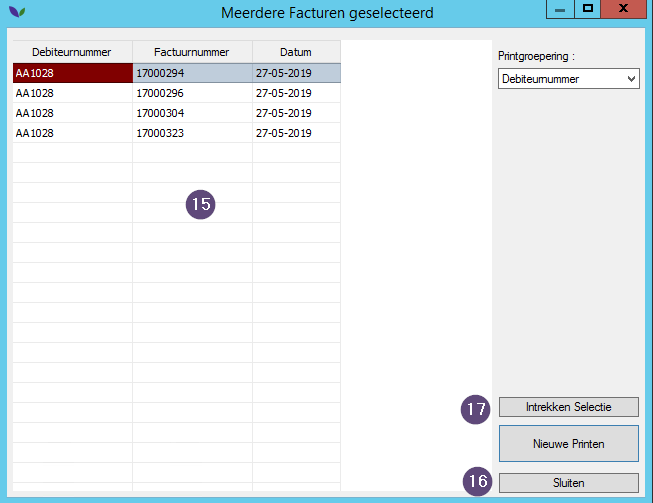 Meerdere Facturen geselecteerd
Debiteurnummer Factuurnummer Datum
AA1028 17000294 27-05-2019
AA1028 17000296 27-05-2019
AA1028 17000304 27-05-2019
AA1028 17000323 27-05-2019
15
Printgroepering :
Debiteurnummer
17 Intrekken Selectie
Nieuwe Printen
16 Sluiten